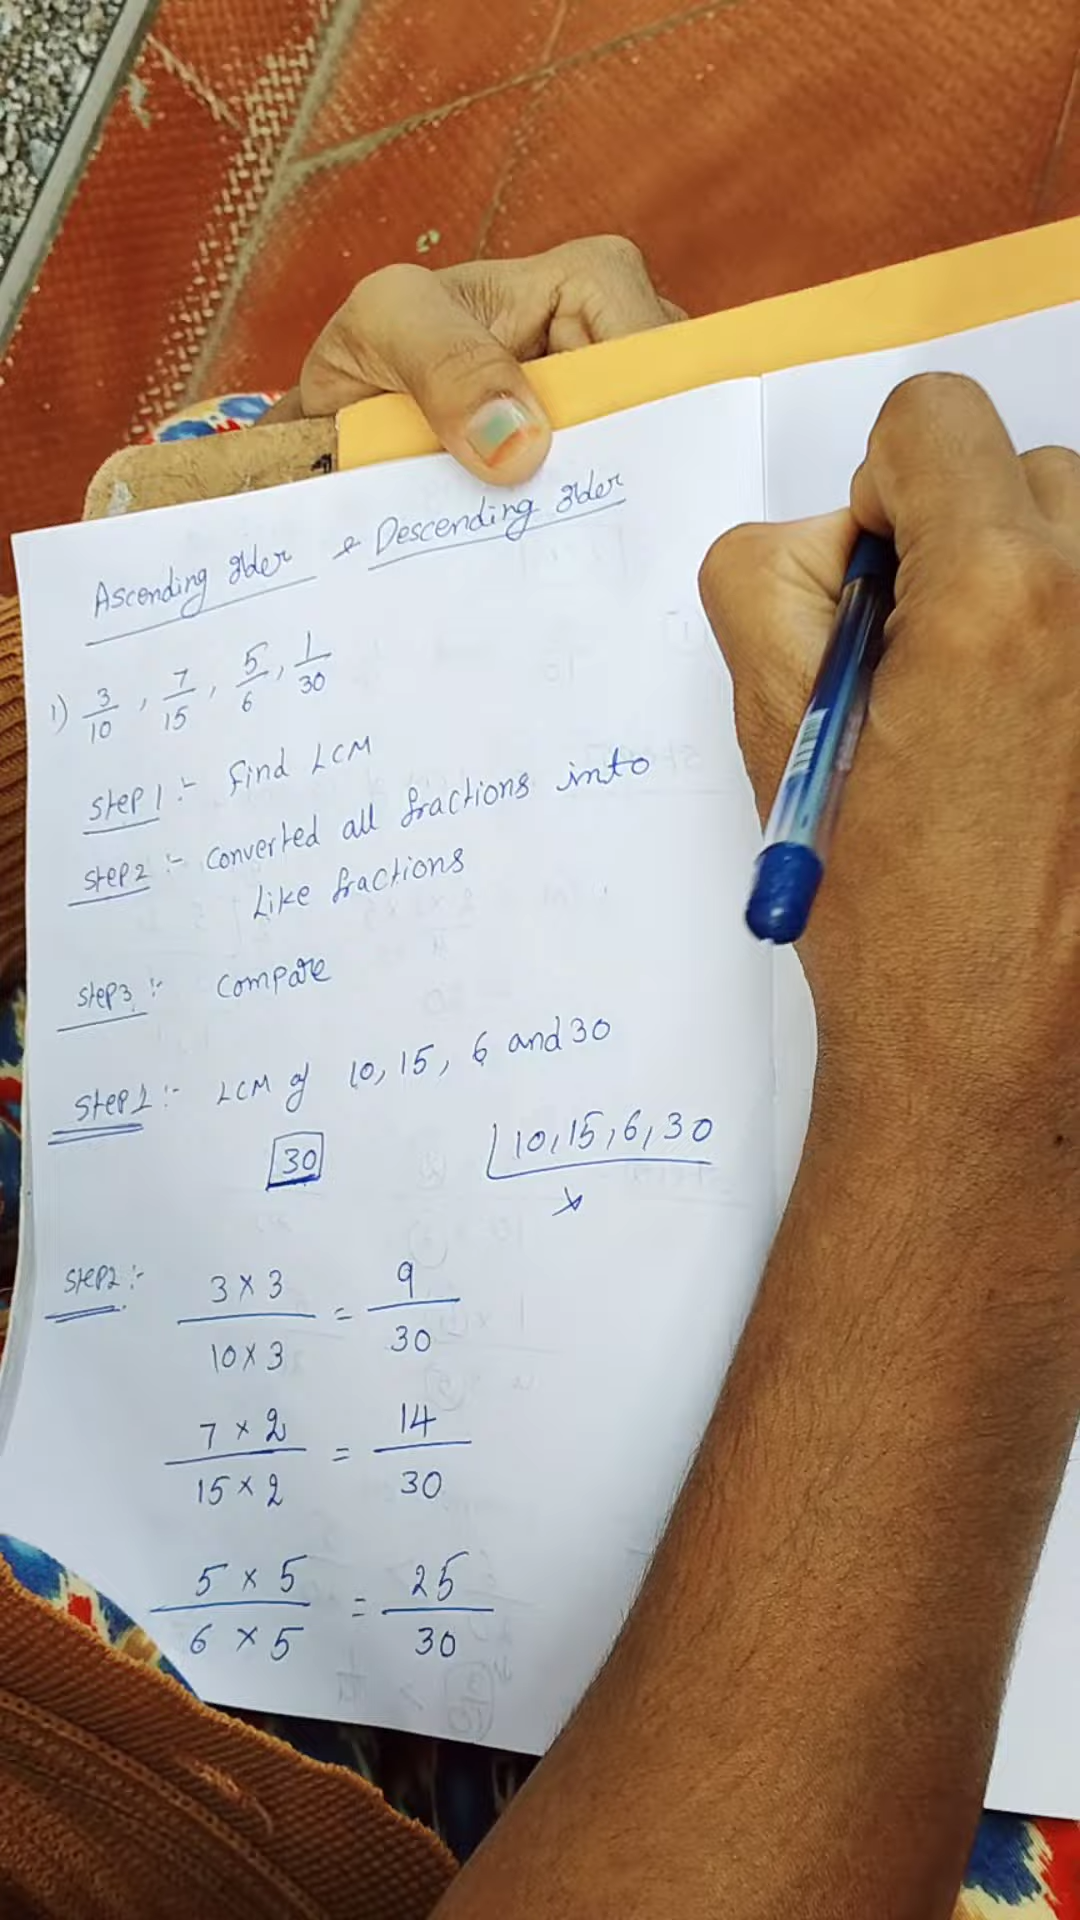 Ascending order & Descending order
1) 3/10, 7/15, 5/6, 1/30
Step 1 :- Find LCM
Step 2 :- Converted all fractions into
Like fractions
Step 3 :- Compare
Step 1 :- LCM of 10, 15, 6 and 30
30
10, 15, 6, 30
x
Step 2 :- 3 × 3 / 10 × 3 = 9/30
7 × 2 / 15 × 2 = 14/30
5 × 5 / 6 × 5 = 25/30